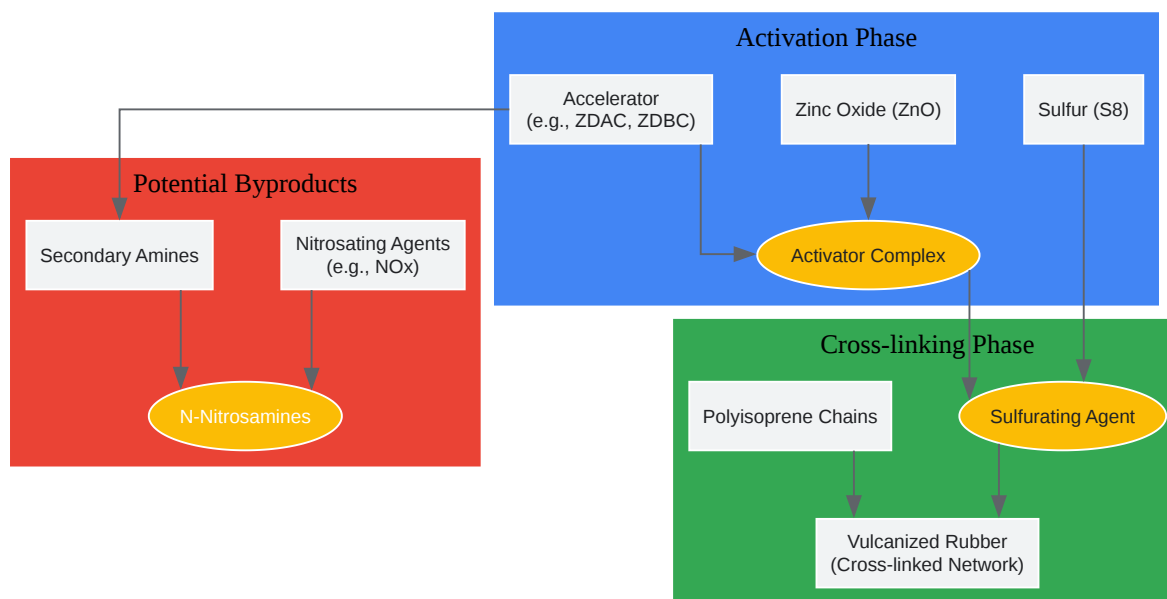 Activation Phase
Accelerator
(e.g., ZDAC, ZDBC)
Zinc Oxide (ZnO)
Sulfur (S8)
Activator Complex
Potential Byproducts
Secondary Amines
Nitrosating Agents
(e.g., NOx)
N-Nitrosamines
Cross-linking Phase
Polyisoprene Chains
Sulfurating Agent
Vulcanized Rubber
(Cross-linked Network)